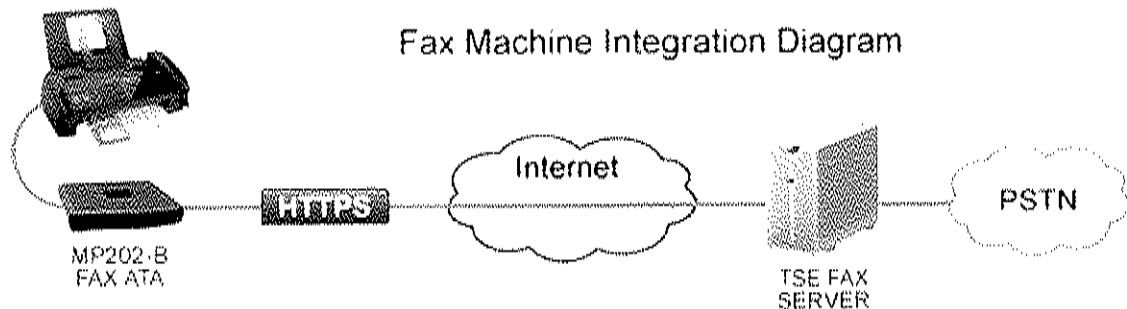 Fax Machine Integration Diagram
Internet
HTTPS
PSTN
MP202-B
FAX ATA
TSE FAX
SERVER